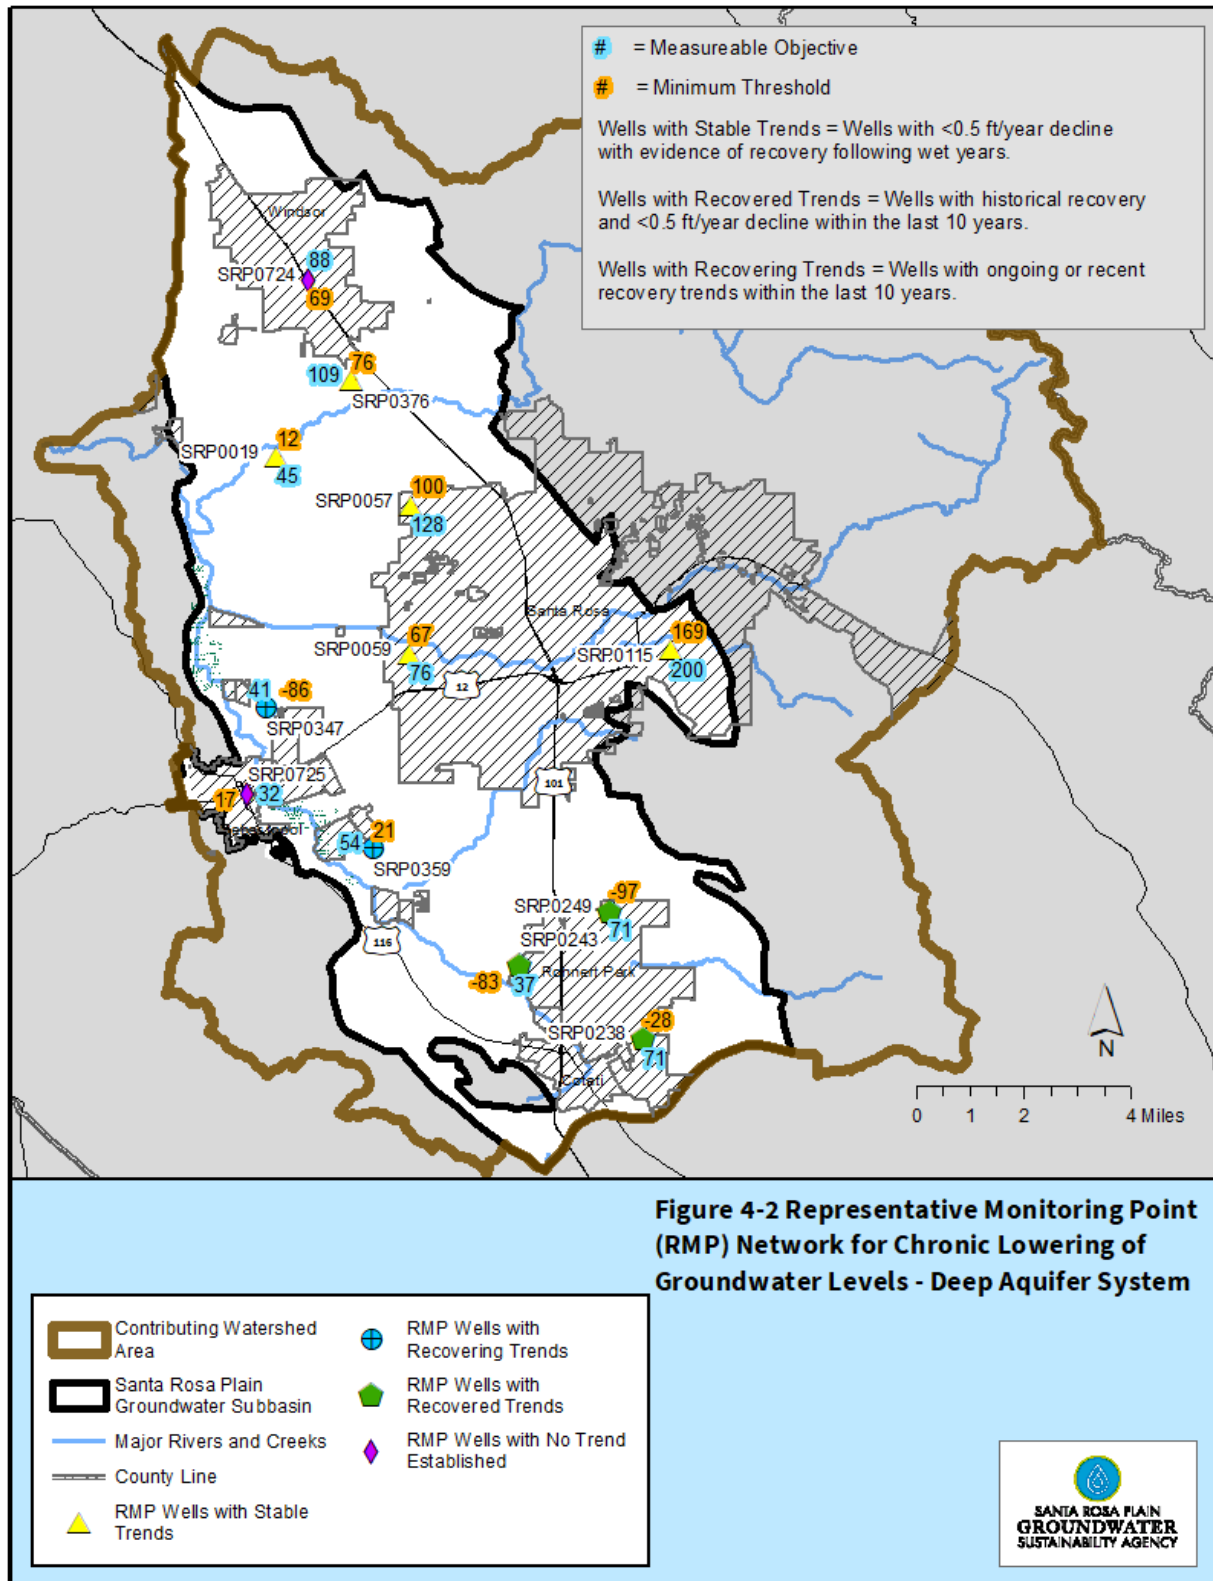 # = Measureable Objective
# = Minimum Threshold
Wells with Stable Trends = Wells with <0.5 ft/year decline
with evidence of recovery following wet years.
Wells with Recovered Trends = Wells with historical recovery
and <0.5 ft/year decline within the last 10 years.
Wells with Recovering Trends = Wells with ongoing or recent
recovery trends within the last 10 years.
Windsor
88
SRP0724
69
76
109
SRP0376
12
SRP0019
45
100
SRP0057
128
Santa Rosa
67
169
SRP0059
SRP0115
76
200
12
41
-86
SRP0347
SRP0725
101
17
32
Sebastopol
21
54
SRP0359
-97
SRP0249
71
SRP0243
116
Rohnert Park
-83
37
-28
SRP0238
71
Cotati
N
0 1 2 4 Miles
Figure 4-2 Representative Monitoring Point
(RMP) Network for Chronic Lowering of
Groundwater Levels - Deep Aquifer System
Contributing Watershed
Area
Santa Rosa Plain
Groundwater Subbasin
Major Rivers and Creeks
County Line
RMP Wells with Stable
Trends
RMP Wells with
Recovering Trends
RMP Wells with
Recovered Trends
RMP Wells with No Trend
Established
SANTA ROSA PLAIN
GROUNDWATER
SUSTAINABILITY AGENCY